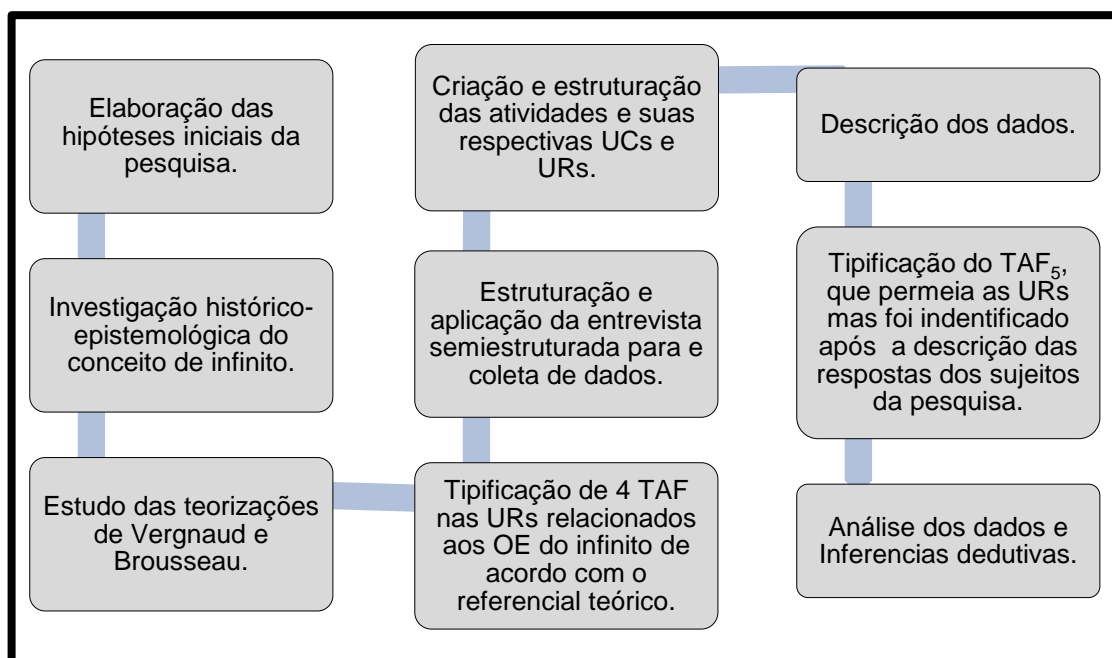 Elaboração das
hipóteses iniciais da
pesquisa.
Investigação histórico-
epistemológica do
conceito de infinito.
Estudo das teorizações
de Vergnaud e
Brousseau.
Tipificação de 4 TAF
nas URs relacionados
aos OE do infinito de
acordo com o
referencial teórico.
Estruturação e
aplicação da entrevista
semiestruturada para e
coleta de dados.
Criação e estruturação
das atividades e suas
respectivas UCs e
URs.
Descrição dos dados.
Tipificação do TAF₅,
que permeia as URs
mas foi indentificado
após a descrição das
respostas dos sujeitos
da pesquisa.
Análise dos dados e
Inferencias dedutivas.